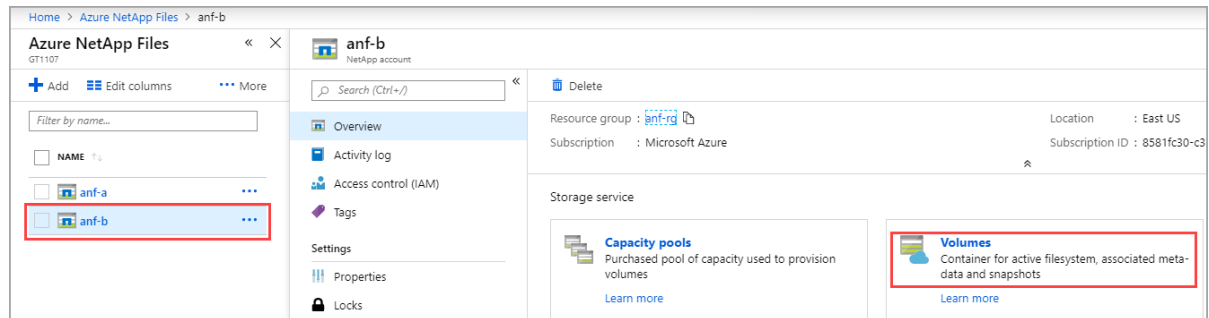 Home > Azure NetApp Files > anf-b
Azure NetApp Files
GT1107
Add Edit columns More
Filter by name...
NAME
anf-a
anf-b
anf-b
NetApp account
Search (Ctrl+/)
Overview
Activity log
Access control (IAM)
Tags
Settings
Properties
Locks
Delete
Resource group : anf-rg
Location : East US
Subscription : Microsoft Azure
Subscription ID : 8581fc30-c3
Storage service
Capacity pools
Purchased pool of capacity used to provision
volumes
Learn more
Volumes
Container for active filesystem, associated meta-
data and snapshots
Learn more